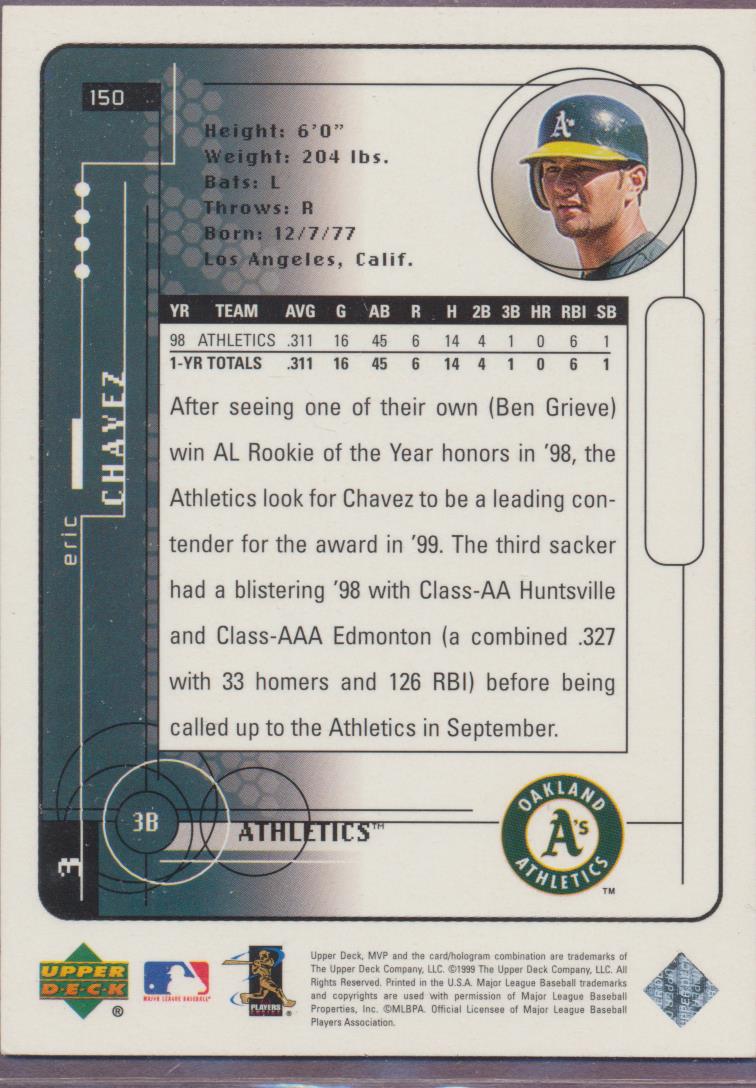 150
Height: 6'0"
Weight: 204 lbs.
Bats: L
Throws: R
Born: 12/7/77
Los Angeles, Calif.
A's
YR TEAM AVG G AB R H 2B 3B HR RBI SB
98 ATHLETICS .311 16 45 6 14 4 1 0 6 1
1-YR TOTALS .311 16 45 6 14 4 1 0 6 1
eric CHAVEZ
After seeing one of their own (Ben Grieve)
win AL Rookie of the Year honors in '98, the
Athletics look for Chavez to be a leading con-
tender for the award in '99. The third sacker
had a blistering '98 with Class-AA Huntsville
and Class-AAA Edmonton (a combined .327
with 33 homers and 126 RBI) before being
called up to the Athletics in September.
3
3B
ATHLETICS™
OAKLAND
A's
ATHLETICS
™
UPPER
D·E·C·K
®
MAJOR LEAGUE BASEBALL
PLAYERS
CHOICE
®
Upper Deck, MVP and the card/hologram combination are trademarks of
The Upper Deck Company, LLC. ©1999 The Upper Deck Company, LLC. All
Rights Reserved. Printed in the U.S.A. Major League Baseball trademarks
and copyrights are used with permission of Major League Baseball
Properties, Inc. ©MLBPA. Official Licensee of Major League Baseball
Players Association.